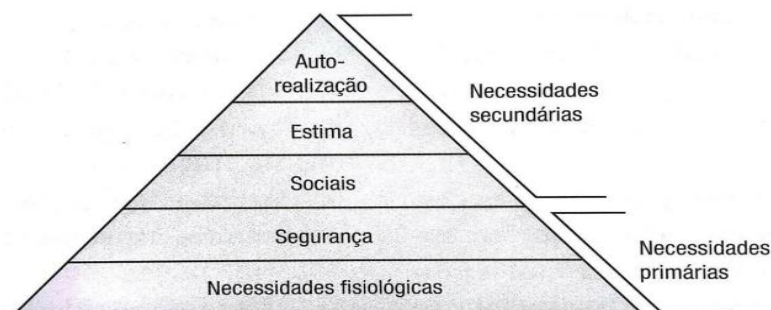 Auto-
realização
Estima
Sociais
Segurança
Necessidades fisiológicas
Necessidades
secundárias
Necessidades
primárias